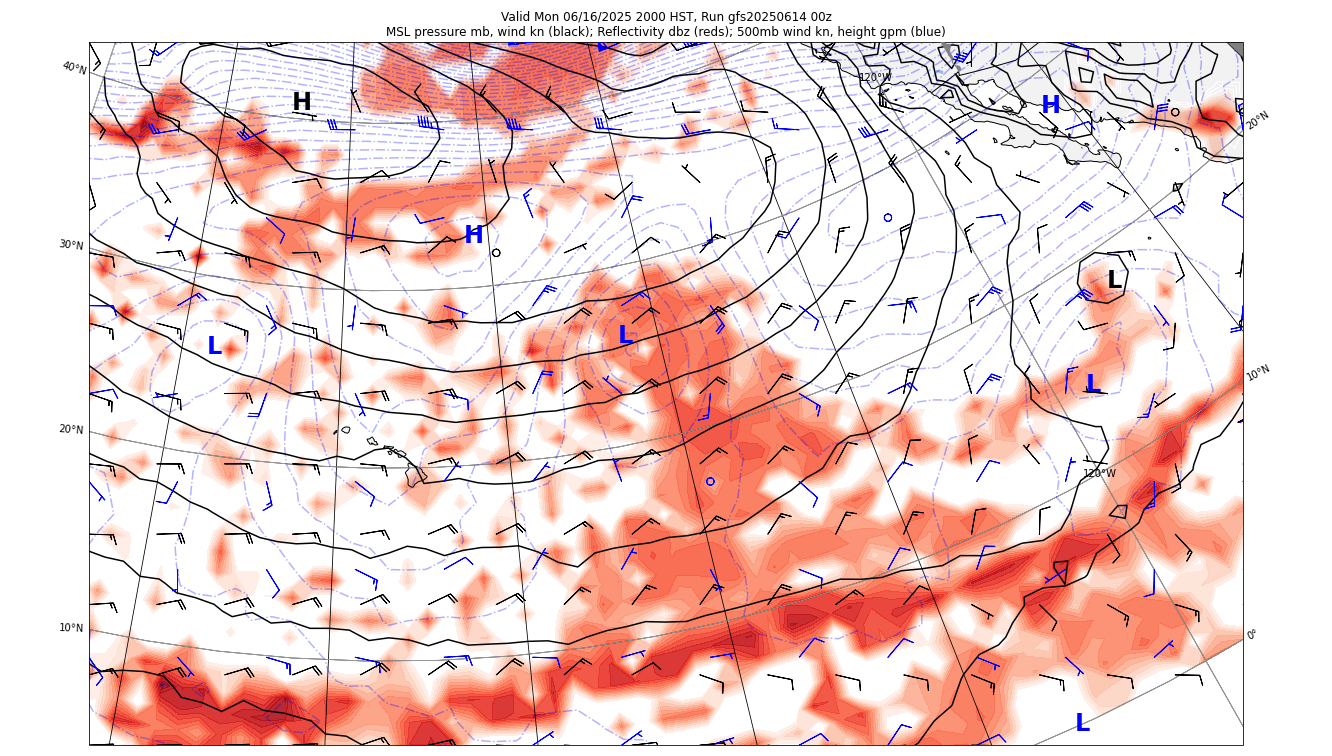 Valid Mon 06/16/2025 2000 HST, Run gfs20250614 00z
MSL pressure mb, wind kn (black); Reflectivity dbz (reds); 500mb wind kn, height gpm (blue)
40°N
120°W
H
H
20°N
30°N
H
L
L
L
L
10°N
20°N
120°W
10°N
0°
L